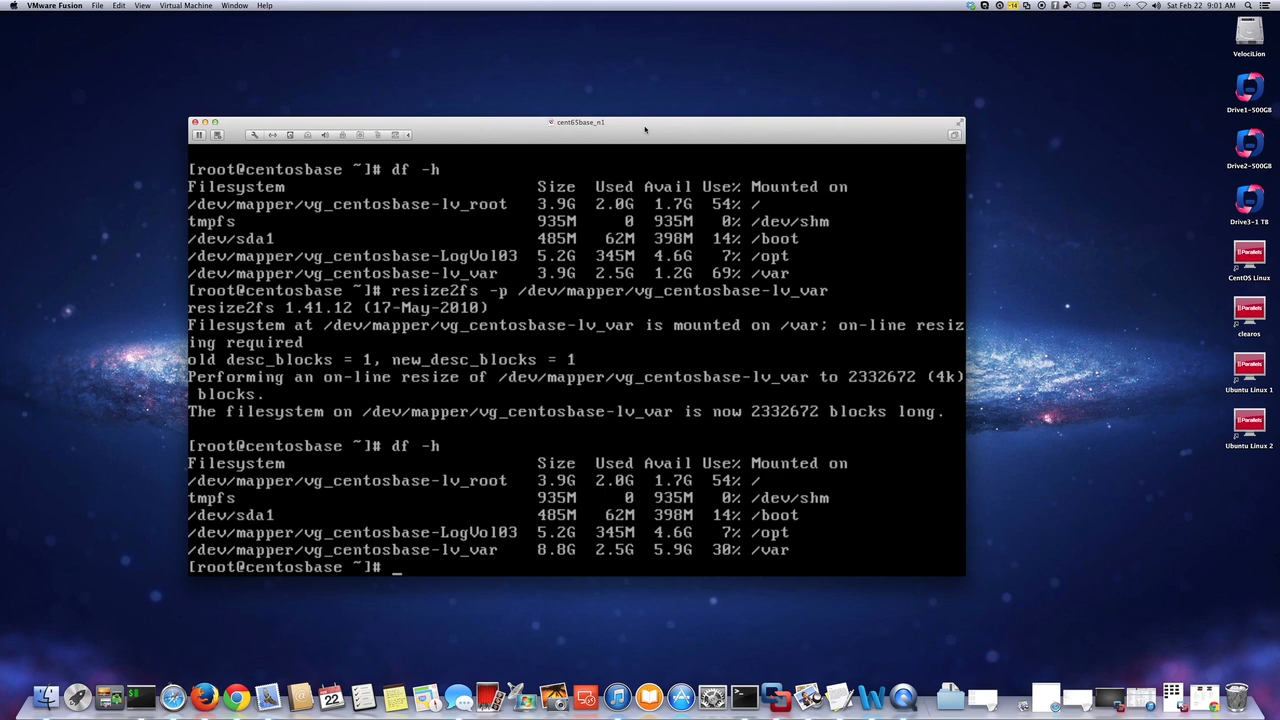 VMware Fusion File Edit View Virtual Machine Window Help
-14 Sat Feb 22 9:01 AM
cent65base_n1
[root@centosbase ~]# df -h
Filesystem Size Used Avail Use% Mounted on
/dev/mapper/vg_centosbase-lv_root 3.9G 2.0G 1.7G 54% /
tmpfs 935M 0 935M 0% /dev/shm
/dev/sda1 485M 62M 398M 14% /boot
/dev/mapper/vg_centosbase-LogVol03 5.2G 345M 4.6G 7% /opt
/dev/mapper/vg_centosbase-lv_var 3.9G 2.5G 1.2G 69% /var
[root@centosbase ~]# resize2fs -p /dev/mapper/vg_centosbase-lv_var
resize2fs 1.41.12 (17-May-2010)
Filesystem at /dev/mapper/vg_centosbase-lv_var is mounted on /var; on-line resiz
ing required
old desc_blocks = 1, new_desc_blocks = 1
Performing an on-line resize of /dev/mapper/vg_centosbase-lv_var to 2332672 (4k)
 blocks.
The filesystem on /dev/mapper/vg_centosbase-lv_var is now 2332672 blocks long.
[root@centosbase ~]# df -h
Filesystem Size Used Avail Use% Mounted on
/dev/mapper/vg_centosbase-lv_root 3.9G 2.0G 1.7G 54% /
tmpfs 935M 0 935M 0% /dev/shm
/dev/sda1 485M 62M 398M 14% /boot
/dev/mapper/vg_centosbase-LogVol03 5.2G 345M 4.6G 7% /opt
/dev/mapper/vg_centosbase-lv_var 8.8G 2.5G 5.9G 30% /var
[root@centosbase ~]# _
VelociLion
Drive1-500GB
Drive2-500GB
Drive3-1 TB
Parallels
CentOS Linux
Parallels
clearos
Parallels
Ubuntu Linux 1
Parallels
Ubuntu Linux 2
22